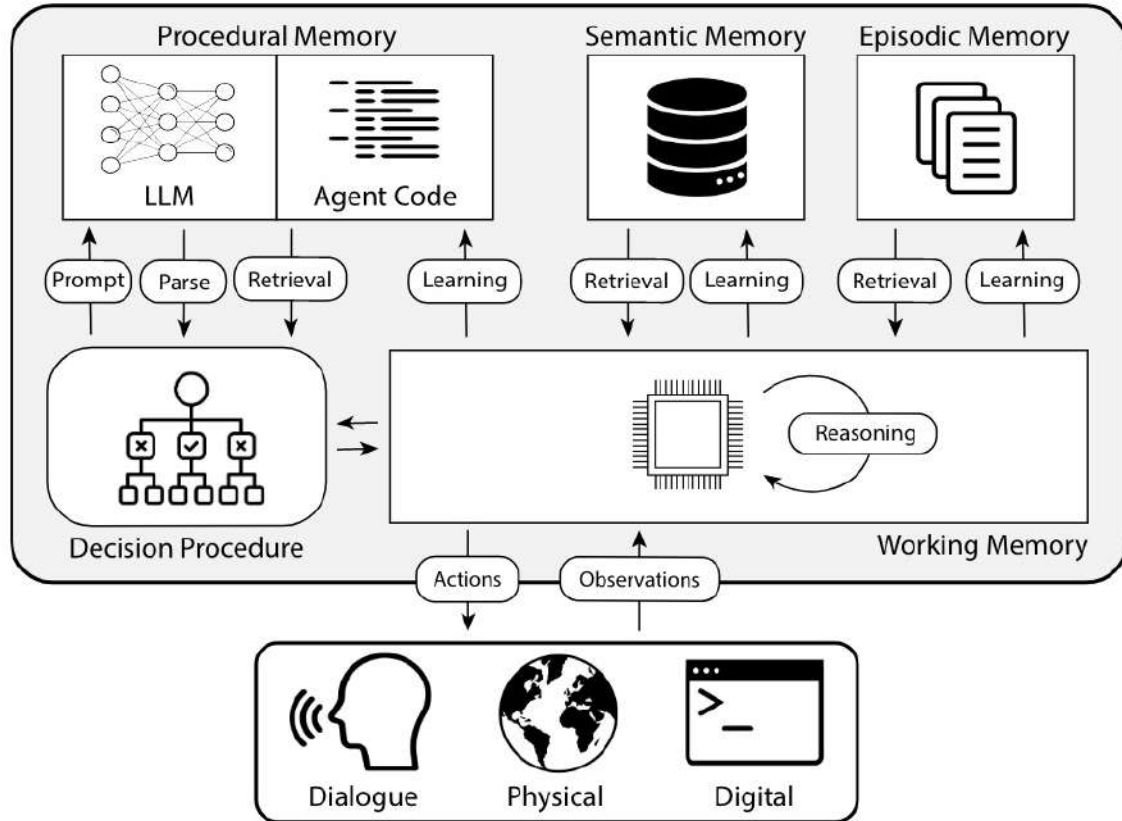 Procedural Memory
Semantic Memory
Episodic Memory
LLM
Agent Code
Prompt
Parse
Retrieval
Learning
Retrieval
Learning
Retrieval
Learning
Reasoning
Decision Procedure
Working Memory
Actions
Observations
Dialogue
Physical
Digital